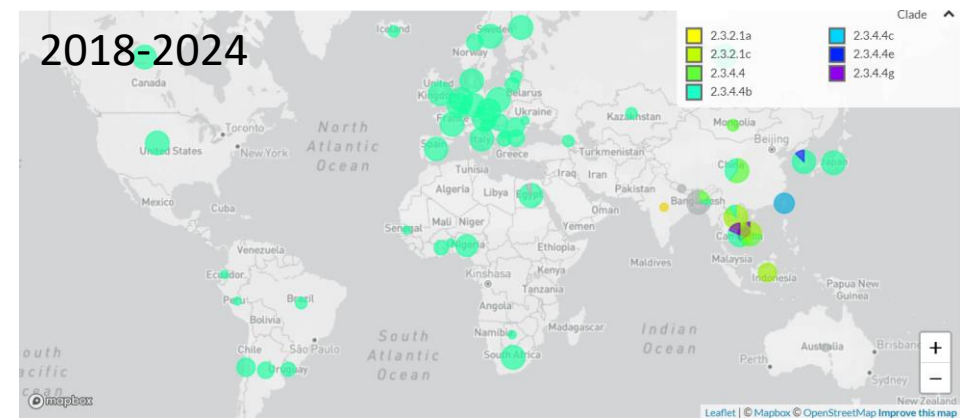 2018-2024
Clade
2.3.2.1a
2.3.2.1c
2.3.4.4
2.3.4.4b
2.3.4.4c
2.3.4.4e
2.3.4.4g
Iceland
Sweden
Norway
Canada
United
Kingdom
Belarus
Ukraine
France
Kazakhstan
Mongolia
Toronto
North
Atlantic
Ocean
Beijing
United States
New York
Spain
Italy
Greece
Turkmenistan
China
Japan
Tunisia
Iraq
Iran
Algeria
Libya
Egypt
Pakistan
Mexico
Cuba
Oman
Bangladesh
Senegal
Mali
Niger
Yemen
Nigeria
Ethiopia
Venezuela
Maldives
Malaysia
Kinshasa
Kenya
Ecuador
Tanzania
Indonesia
Papua New
Guinea
Peru
Brazil
Angola
Bolivia
South
Atlantic
Ocean
Namibia
Madagascar
Indian
Ocean
Chile
São Paulo
Australia
Brisbane
Perth
South Africa
Uruguay
Sydney
New Zealand
+
−
mapbox
Leaflet | © Mapbox © OpenStreetMap Improve this map